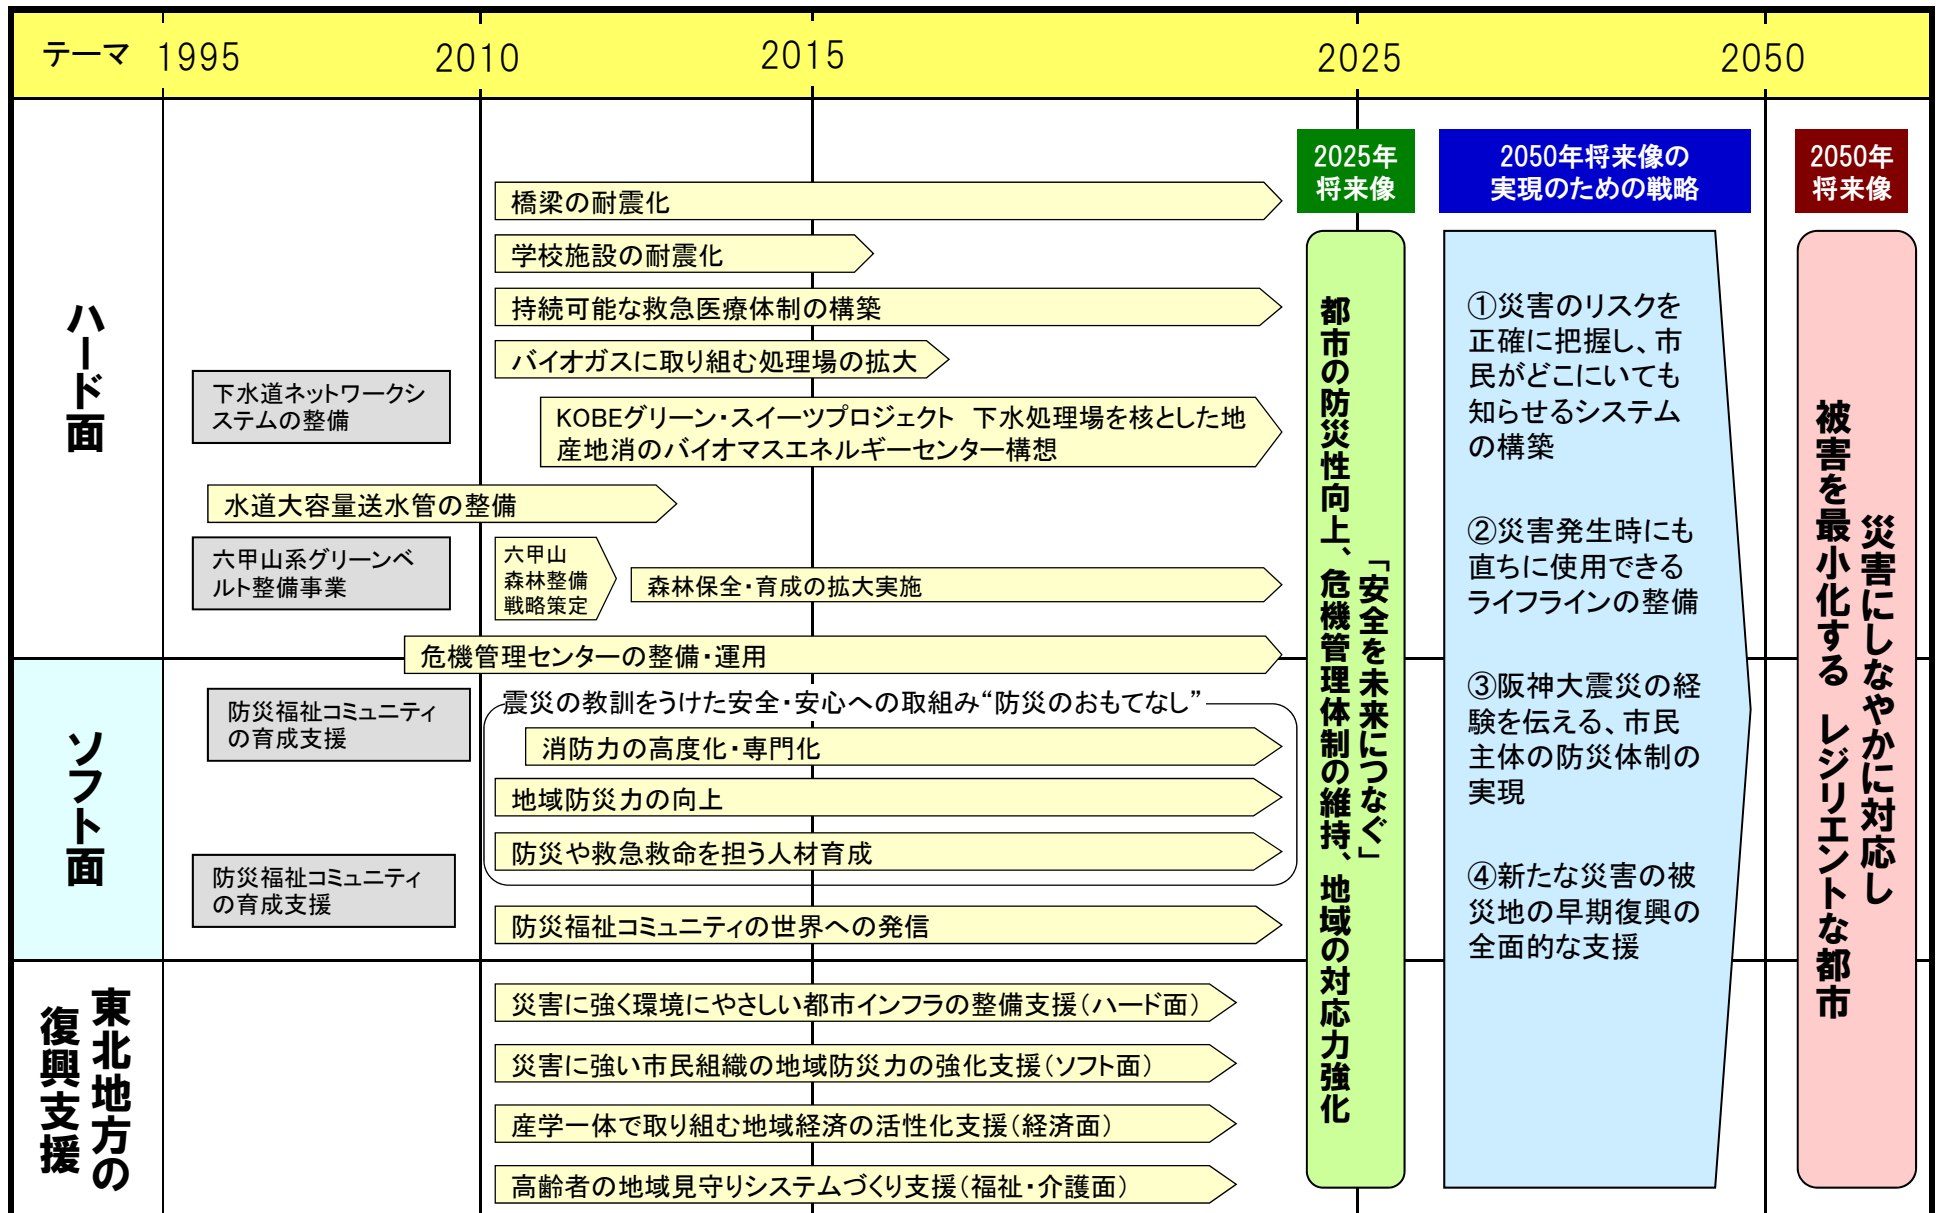 テーマ
1995
2010
2015
2025
2050
ハード面
橋梁の耐震化
学校施設の耐震化
持続可能な救急医療体制の構築
バイオガスに取り組む処理場の拡大
下水道ネットワークシ
ステムの整備
KOBEグリーン・スイーツプロジェクト　下水処理場を核とした地
産地消のバイオマスエネルギーセンター構想
水道大容量送水管の整備
六甲山系グリーンベ
ルト整備事業
六甲山
森林整備
戦略策定
森林保全・育成の拡大実施
危機管理センターの整備・運用
ソフト面
防災福祉コミュニティ
の育成支援
震災の教訓をうけた安全・安心への取組み“防災のおもてなし”
消防力の高度化・専門化
地域防災力の向上
防災や救急救命を担う人材育成
防災福祉コミュニティ
の育成支援
防災福祉コミュニティの世界への発信
東北地方の
復興支援
災害に強く環境にやさしい都市インフラの整備支援（ハード面）
災害に強い市民組織の地域防災力の強化支援（ソフト面）
産学一体で取り組む地域経済の活性化支援（経済面）
高齢者の地域見守りシステムづくり支援（福祉・介護面）
2025年
将来像
「安全を未来につなぐ」
都市の防災性向上、危機管理体制の維持、地域の対応力強化
2050年将来像の
実現のための戦略
①災害のリスクを
正確に把握し、市
民がどこにいても
知らせるシステム
の構築
②災害発生時にも
直ちに使用できる
ライフラインの整備
③阪神大震災の経
験を伝える、市民
主体の防災体制の
実現
④新たな災害の被
災地の早期復興の
全面的な支援
2050年
将来像
災害にしなやかに対応し
被害を最小化する　レジリエントな都市